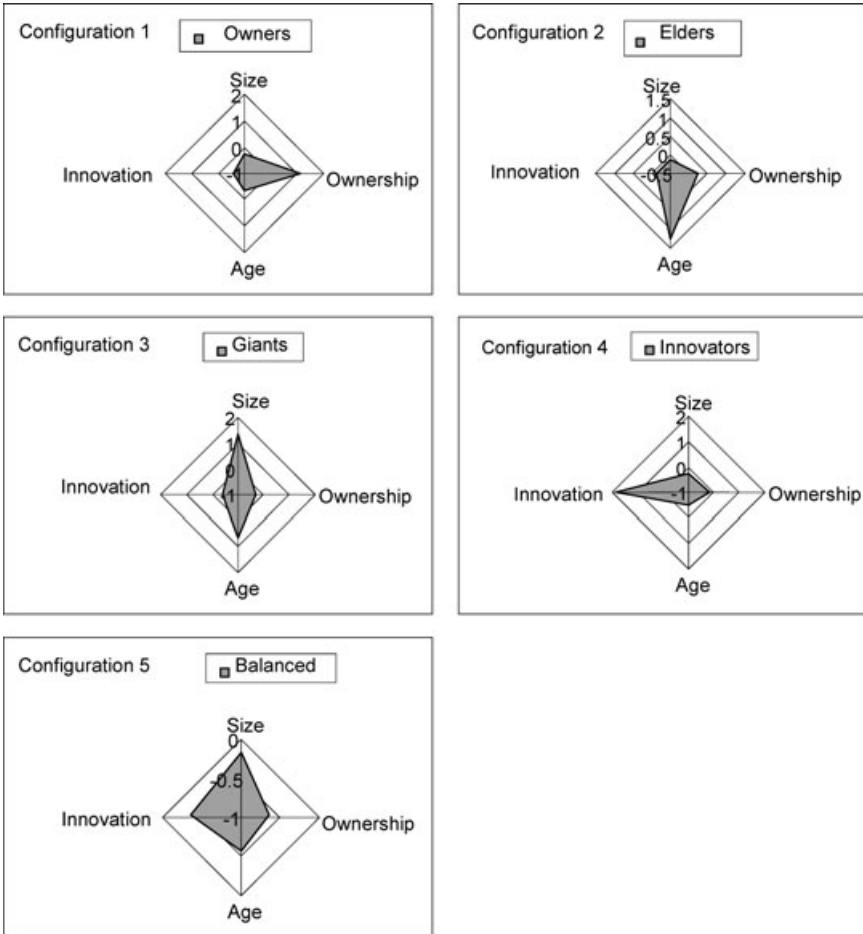 Configuration 1
Owners
Size
2
1
0
-1
Innovation
Ownership
Age
Configuration 2
Elders
Size
1.5
1
0.5
0
-0.5
Innovation
Ownership
Age
Configuration 3
Giants
Size
2
1
0
-1
Innovation
Ownership
Age
Configuration 4
Innovators
Size
2
1
0
-1
Innovation
Ownership
Age
Configuration 5
Balanced
Size
0
-0.5
-1
Innovation
Ownership
Age